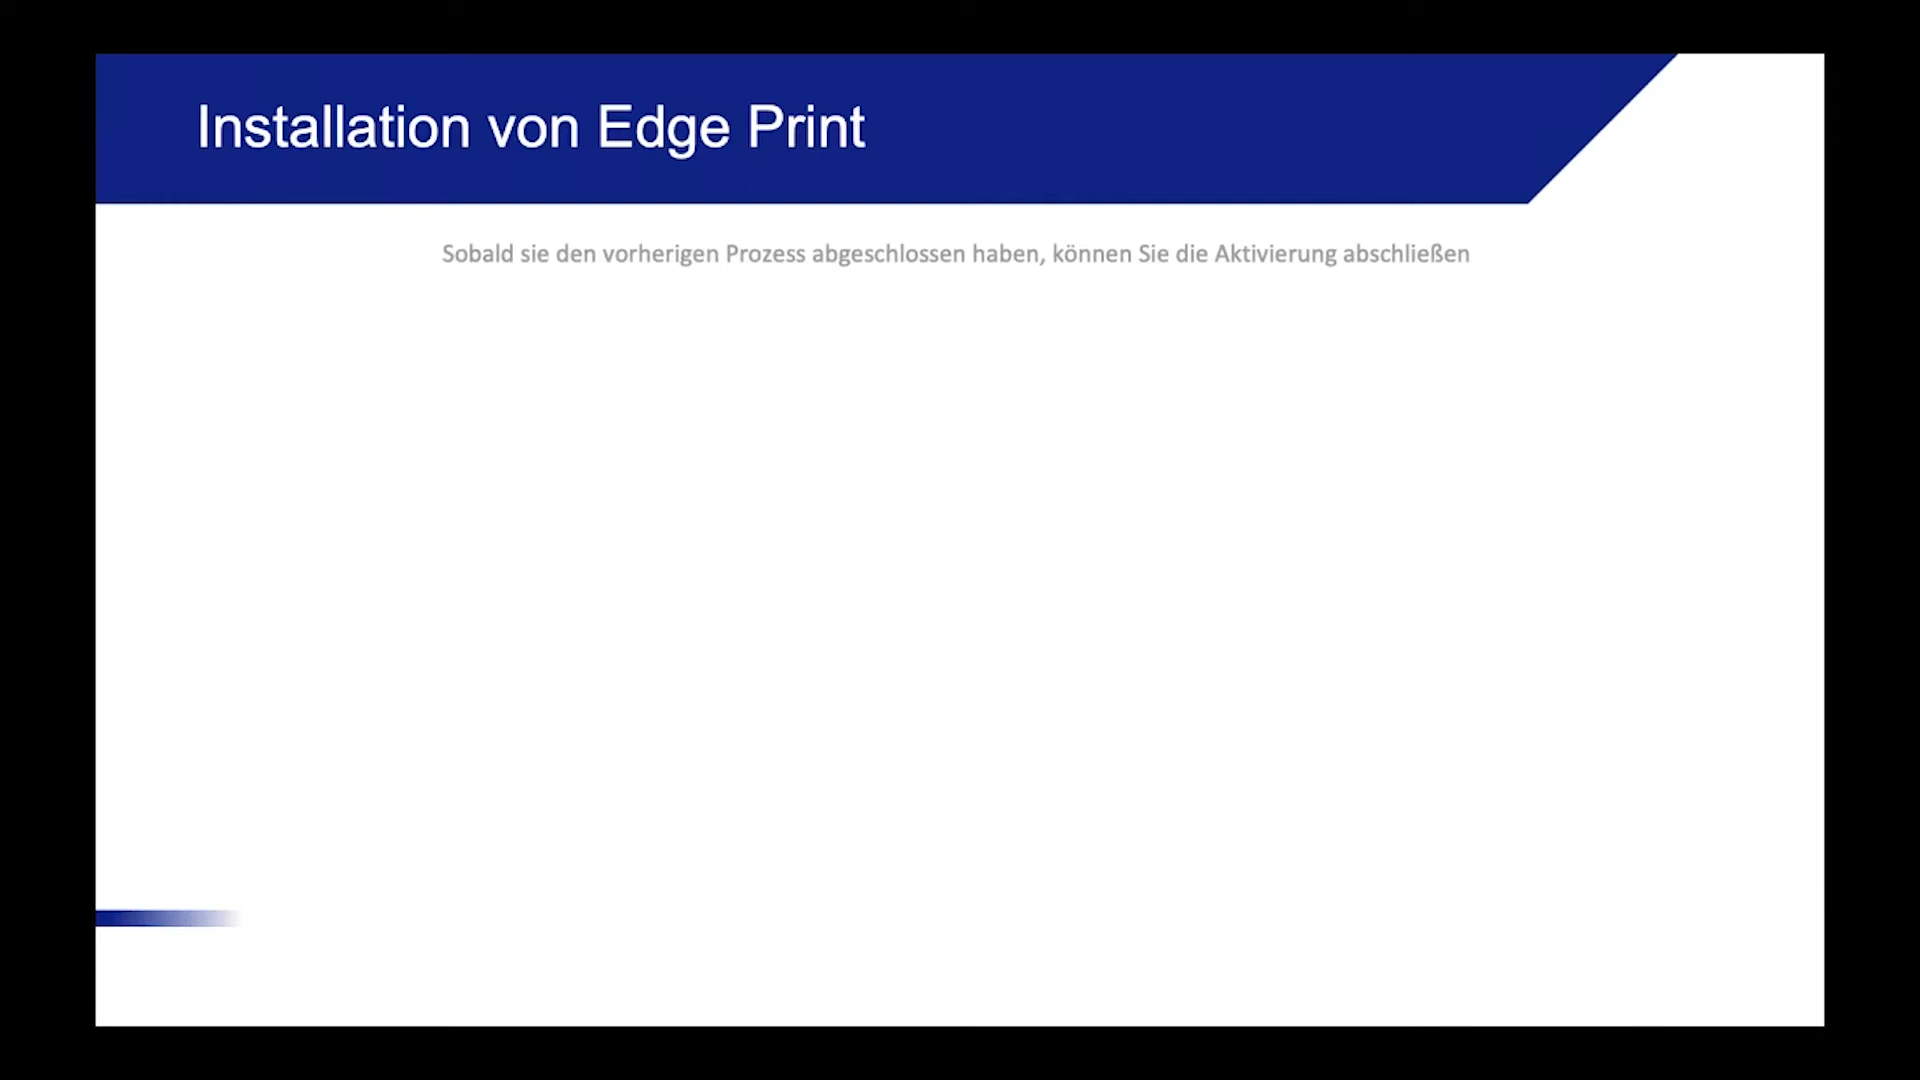 Installation von Edge Print
Sobald sie den vorherigen Prozess abgeschlossen haben, können Sie die Aktivierung abschließen